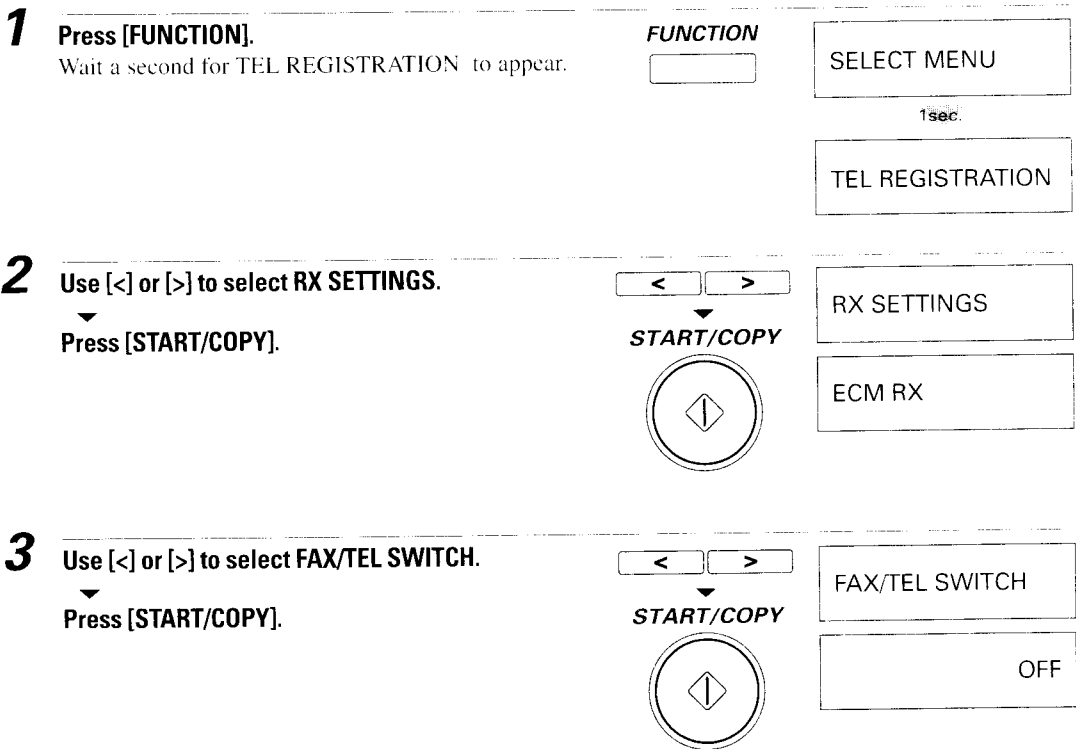 1 Press [FUNCTION].
Wait a second for TEL REGISTRATION to appear.
FUNCTION
SELECT MENU
1sec.
TEL REGISTRATION
2 Use [<] or [>] to select RX SETTINGS.
Press [START/COPY].
< >
START/COPY
RX SETTINGS
ECM RX
3 Use [<] or [>] to select FAX/TEL SWITCH.
Press [START/COPY].
< >
START/COPY
FAX/TEL SWITCH
OFF